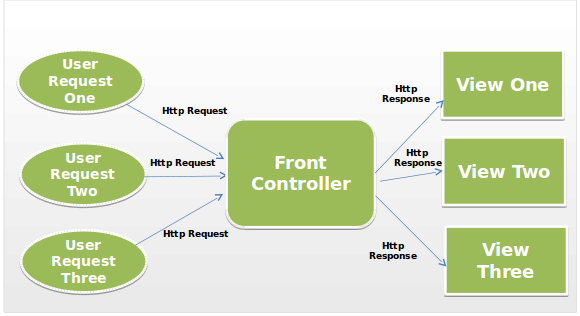 User
Request
One
Http Request
User
Request
Two
Http Request
User
Request
Three
Http Request
Front
Controller
Http
Response
View One
Http
Response
View Two
Http
Response
View
Three